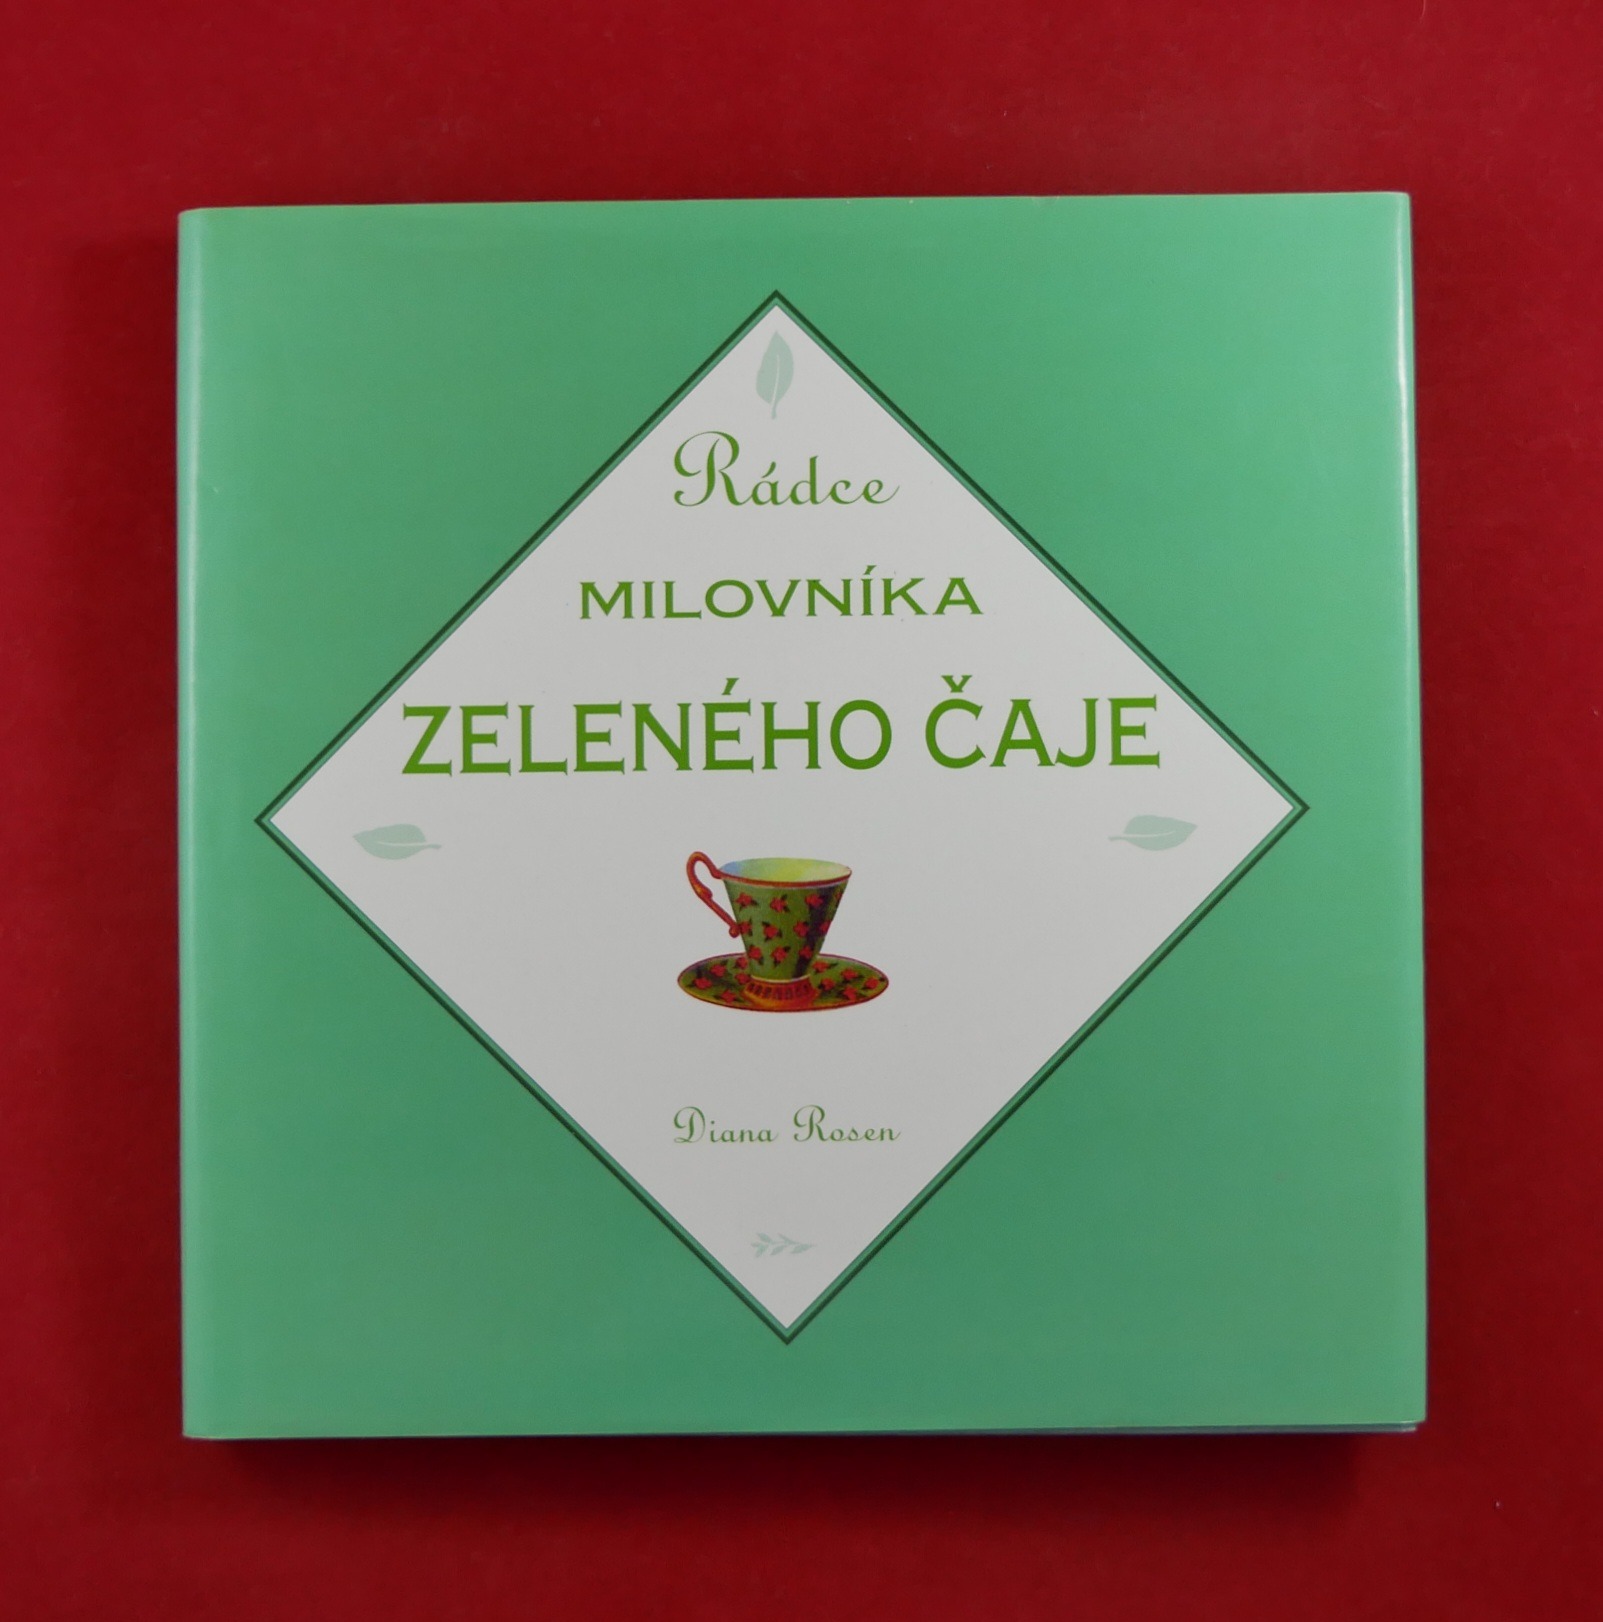 Rádce
MILOVNÍKA
ZELENÉHO ČAJE
Diana Rosen